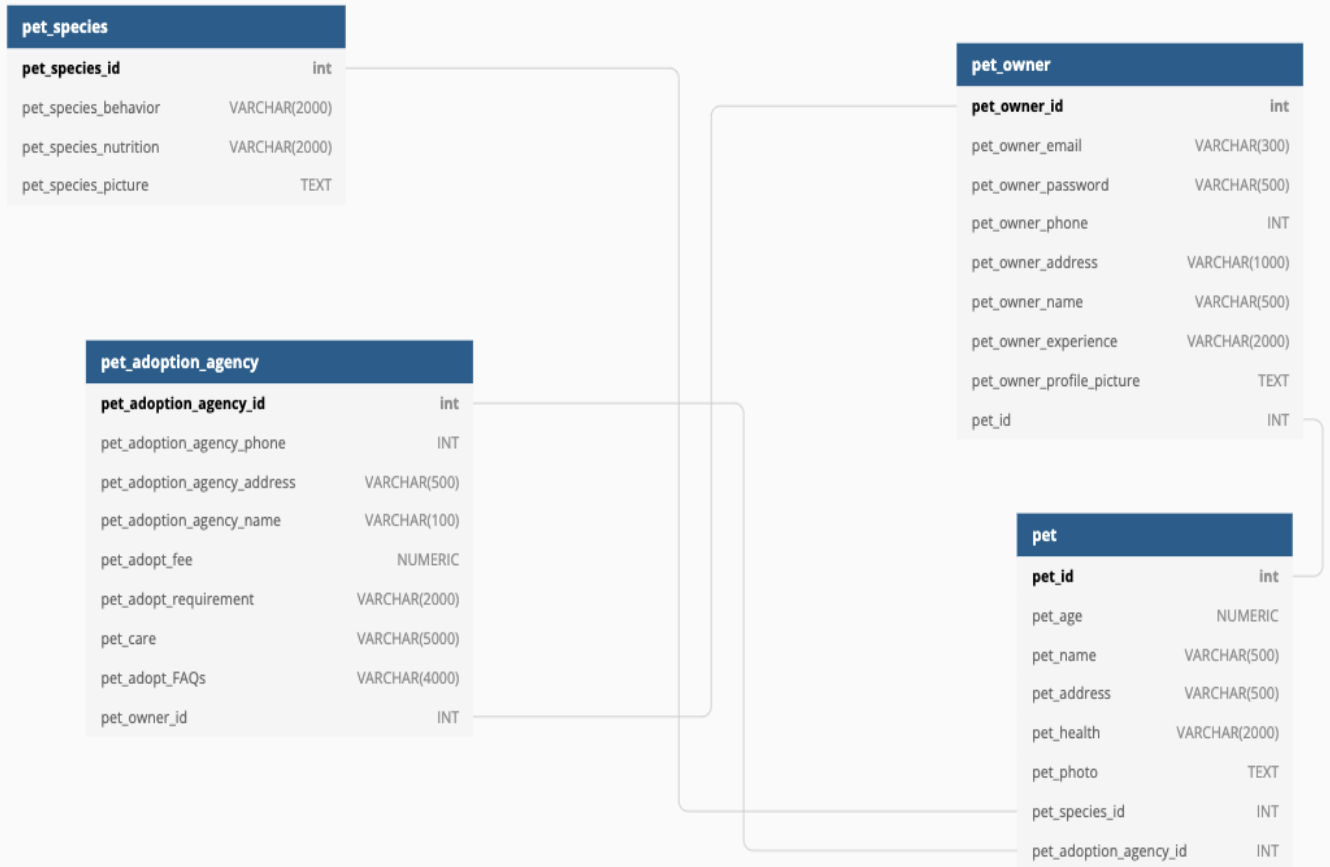 pet_species
pet_species_id int
pet_species_behavior VARCHAR(2000)
pet_species_nutrition VARCHAR(2000)
pet_species_picture TEXT
pet_owner
pet_owner_id int
pet_owner_email VARCHAR(300)
pet_owner_password VARCHAR(500)
pet_owner_phone INT
pet_owner_address VARCHAR(1000)
pet_owner_name VARCHAR(500)
pet_owner_experience VARCHAR(2000)
pet_owner_profile_picture TEXT
pet_id INT
pet_adoption_agency
pet_adoption_agency_id int
pet_adoption_agency_phone INT
pet_adoption_agency_address VARCHAR(500)
pet_adoption_agency_name VARCHAR(100)
pet_adopt_fee NUMERIC
pet_adopt_requirement VARCHAR(2000)
pet_care VARCHAR(5000)
pet_adopt_FAQs VARCHAR(4000)
pet_owner_id INT
pet
pet_id int
pet_age NUMERIC
pet_name VARCHAR(500)
pet_address VARCHAR(500)
pet_health VARCHAR(2000)
pet_photo TEXT
pet_species_id INT
pet_adoption_agency_id INT